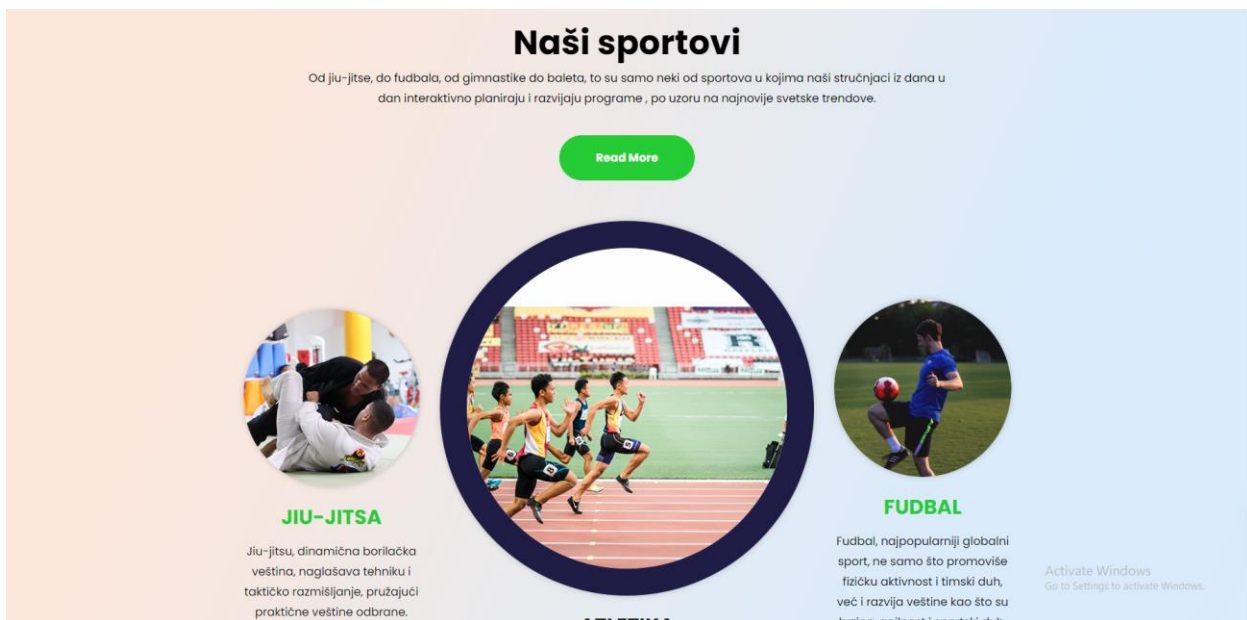 Naši sportovi
Od jiu-jitse, do fudbala, od gimnastike do baleta, to su samo neki od sportova u kojima naši stručnjaci iz dana u
dan interaktivno planiraju i razvijaju programe , po uzoru na najnovije svetske trendove.
Read More
JIU-JITSA
Jiu-jitsu, dinamična borilačka
veština, naglašava tehniku i
taktičko razmišljanje, pružajući
praktične veštine odbrane.
FUDBAL
Fudbal, najpopularniji globalni
sport, ne samo što promoviše
fizičku aktivnost i timski duh,
već i razvija veštine kao što su
Activate Windows
Go to Settings to activate Windows.